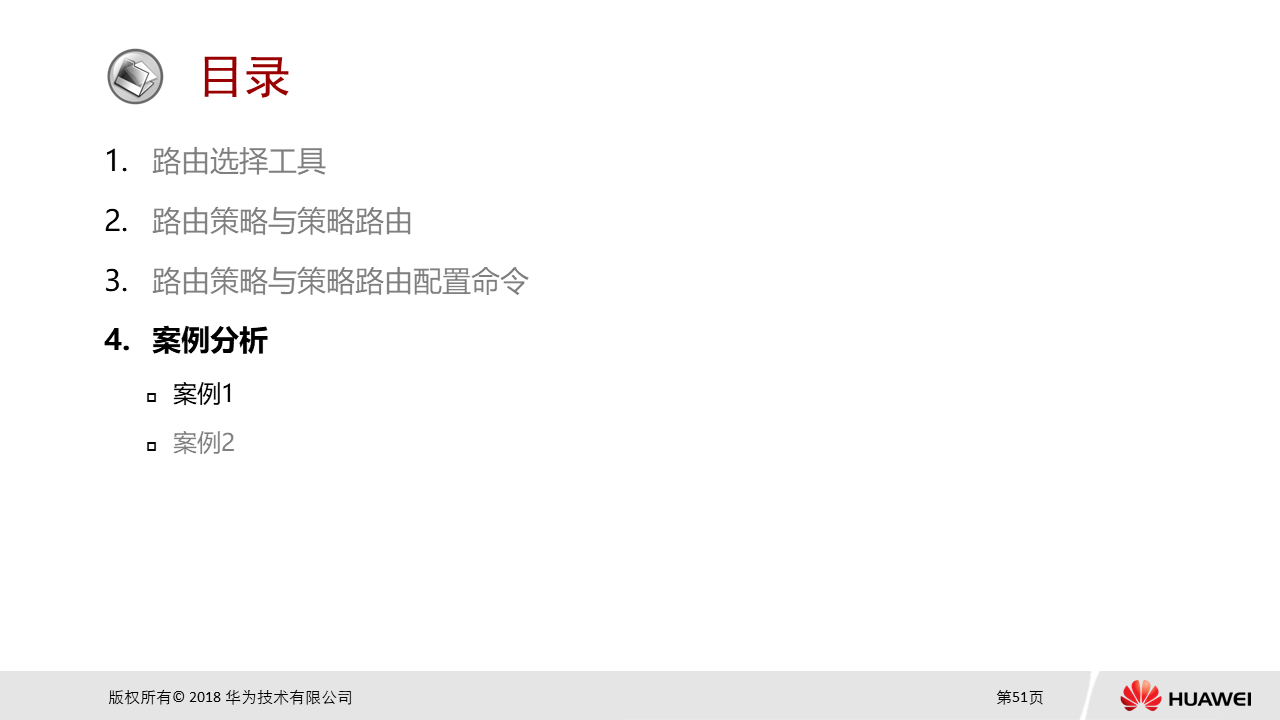 目录
1. 路由选择工具
2. 路由策略与策略路由
3. 路由策略与策略路由配置命令
4. 案例分析
案例1
案例2
版权所有© 2018 华为技术有限公司
第51页
HUAWEI